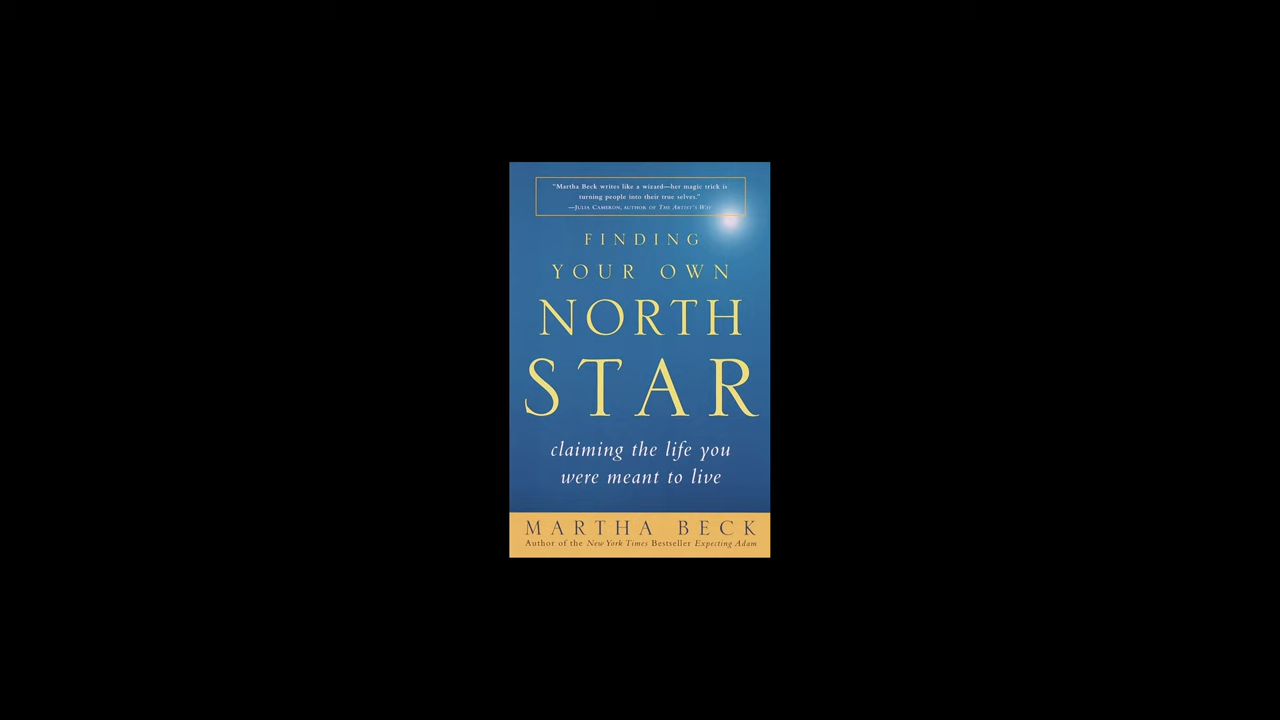 "Martha Beck writes like a wizard—her magic trick is
turning people into their true selves."
—JULIA CAMERON, AUTHOR OF THE ARTIST'S WAY
FINDING
YOUR OWN
NORTH
STAR
claiming the life you
were meant to live
MARTHA BECK
Author of the New York Times Bestseller Expecting Adam